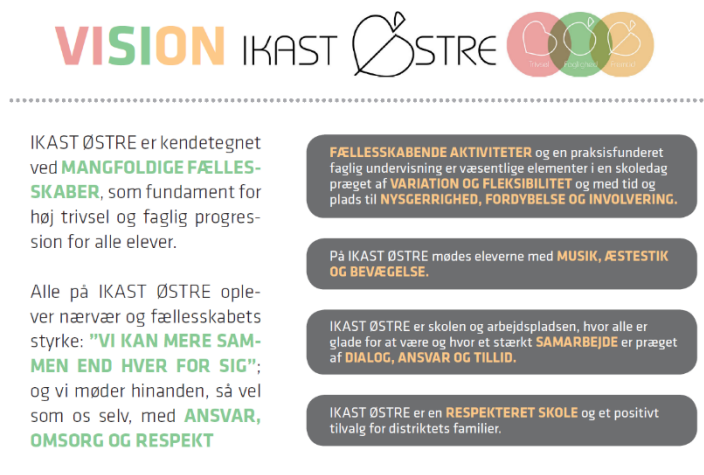 VISION IKAST ØSTRE
Trivsel Faglighed
IKAST ØSTRE er kendetegnet
ved MANGFOLDIGE FÆLLES-
SKABER, som fundament for
høj trivsel og faglig progres-
sion for alle elever.
Alle på IKAST ØSTRE ople-
ver nærvær og fællesskabets
styrke: ”VI KAN MERE SAM-
MEN END HVER FOR SIG”;
og vi møder hinanden, så vel
som os selv, med ANSVAR,
OMSORG OG RESPEKT
FÆLLESSKABENDE AKTIVITETER og en praksisfunderet
faglig undervisning er væsentlige elementer i en skoledag
præget af VARIATION OG FLEKSIBILITET og med tid og
plads til NYSGERRIGHED, FORDYBELSE OG INVOLVERING.
På IKAST ØSTRE mødes eleverne med MUSIK, ÆSTESTIK
OG BEVÆGELSE.
IKAST ØSTRE er skolen og arbejdspladsen, hvor alle er
glade for at være og hvor et stærkt SAMARBEJDE er præget
af DIALOG, ANSVAR OG TILLID.
IKAST ØSTRE er en RESPEKTERET SKOLE og et positivt
tilvalg for distriktets familier.